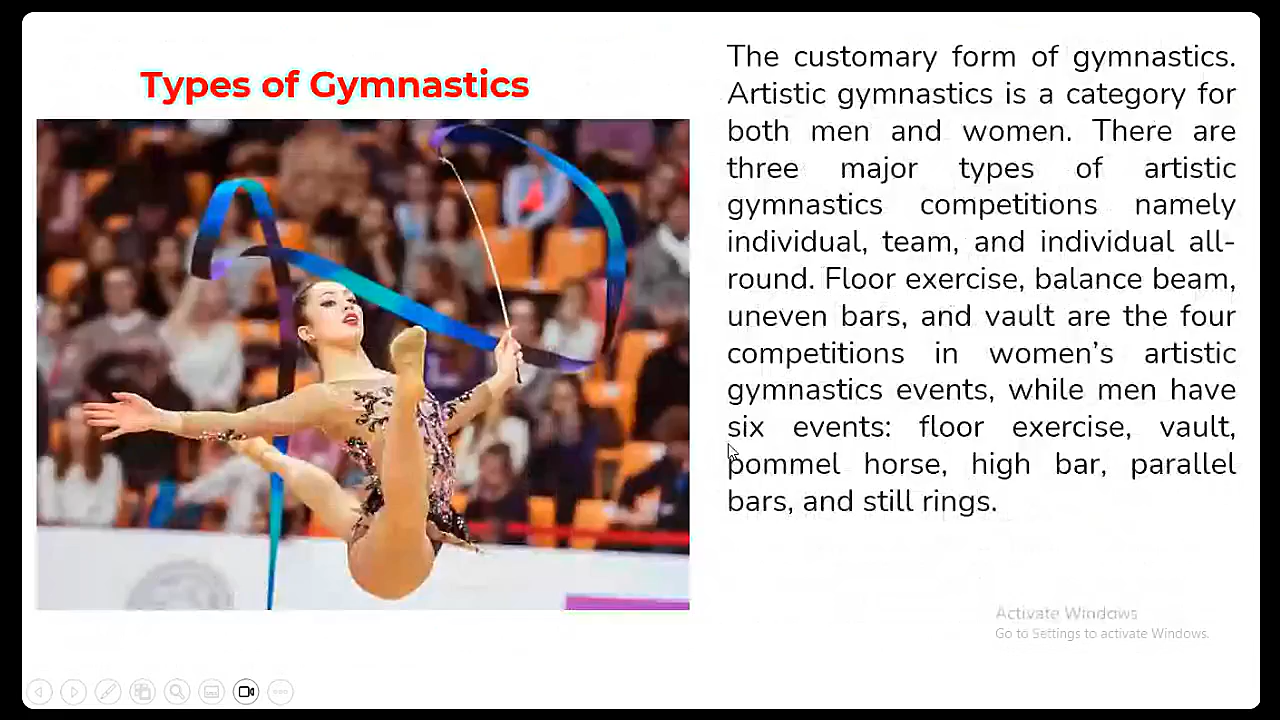 Types of Gymnastics
The customary form of gymnastics.
Artistic gymnastics is a category for
both men and women. There are
three major types of artistic
gymnastics competitions namely
individual, team, and individual all-
round. Floor exercise, balance beam,
uneven bars, and vault are the four
competitions in women’s artistic
gymnastics events, while men have
six events: floor exercise, vault,
pommel horse, high bar, parallel
bars, and still rings.
Activate Windows
Go to Settings to activate Windows.